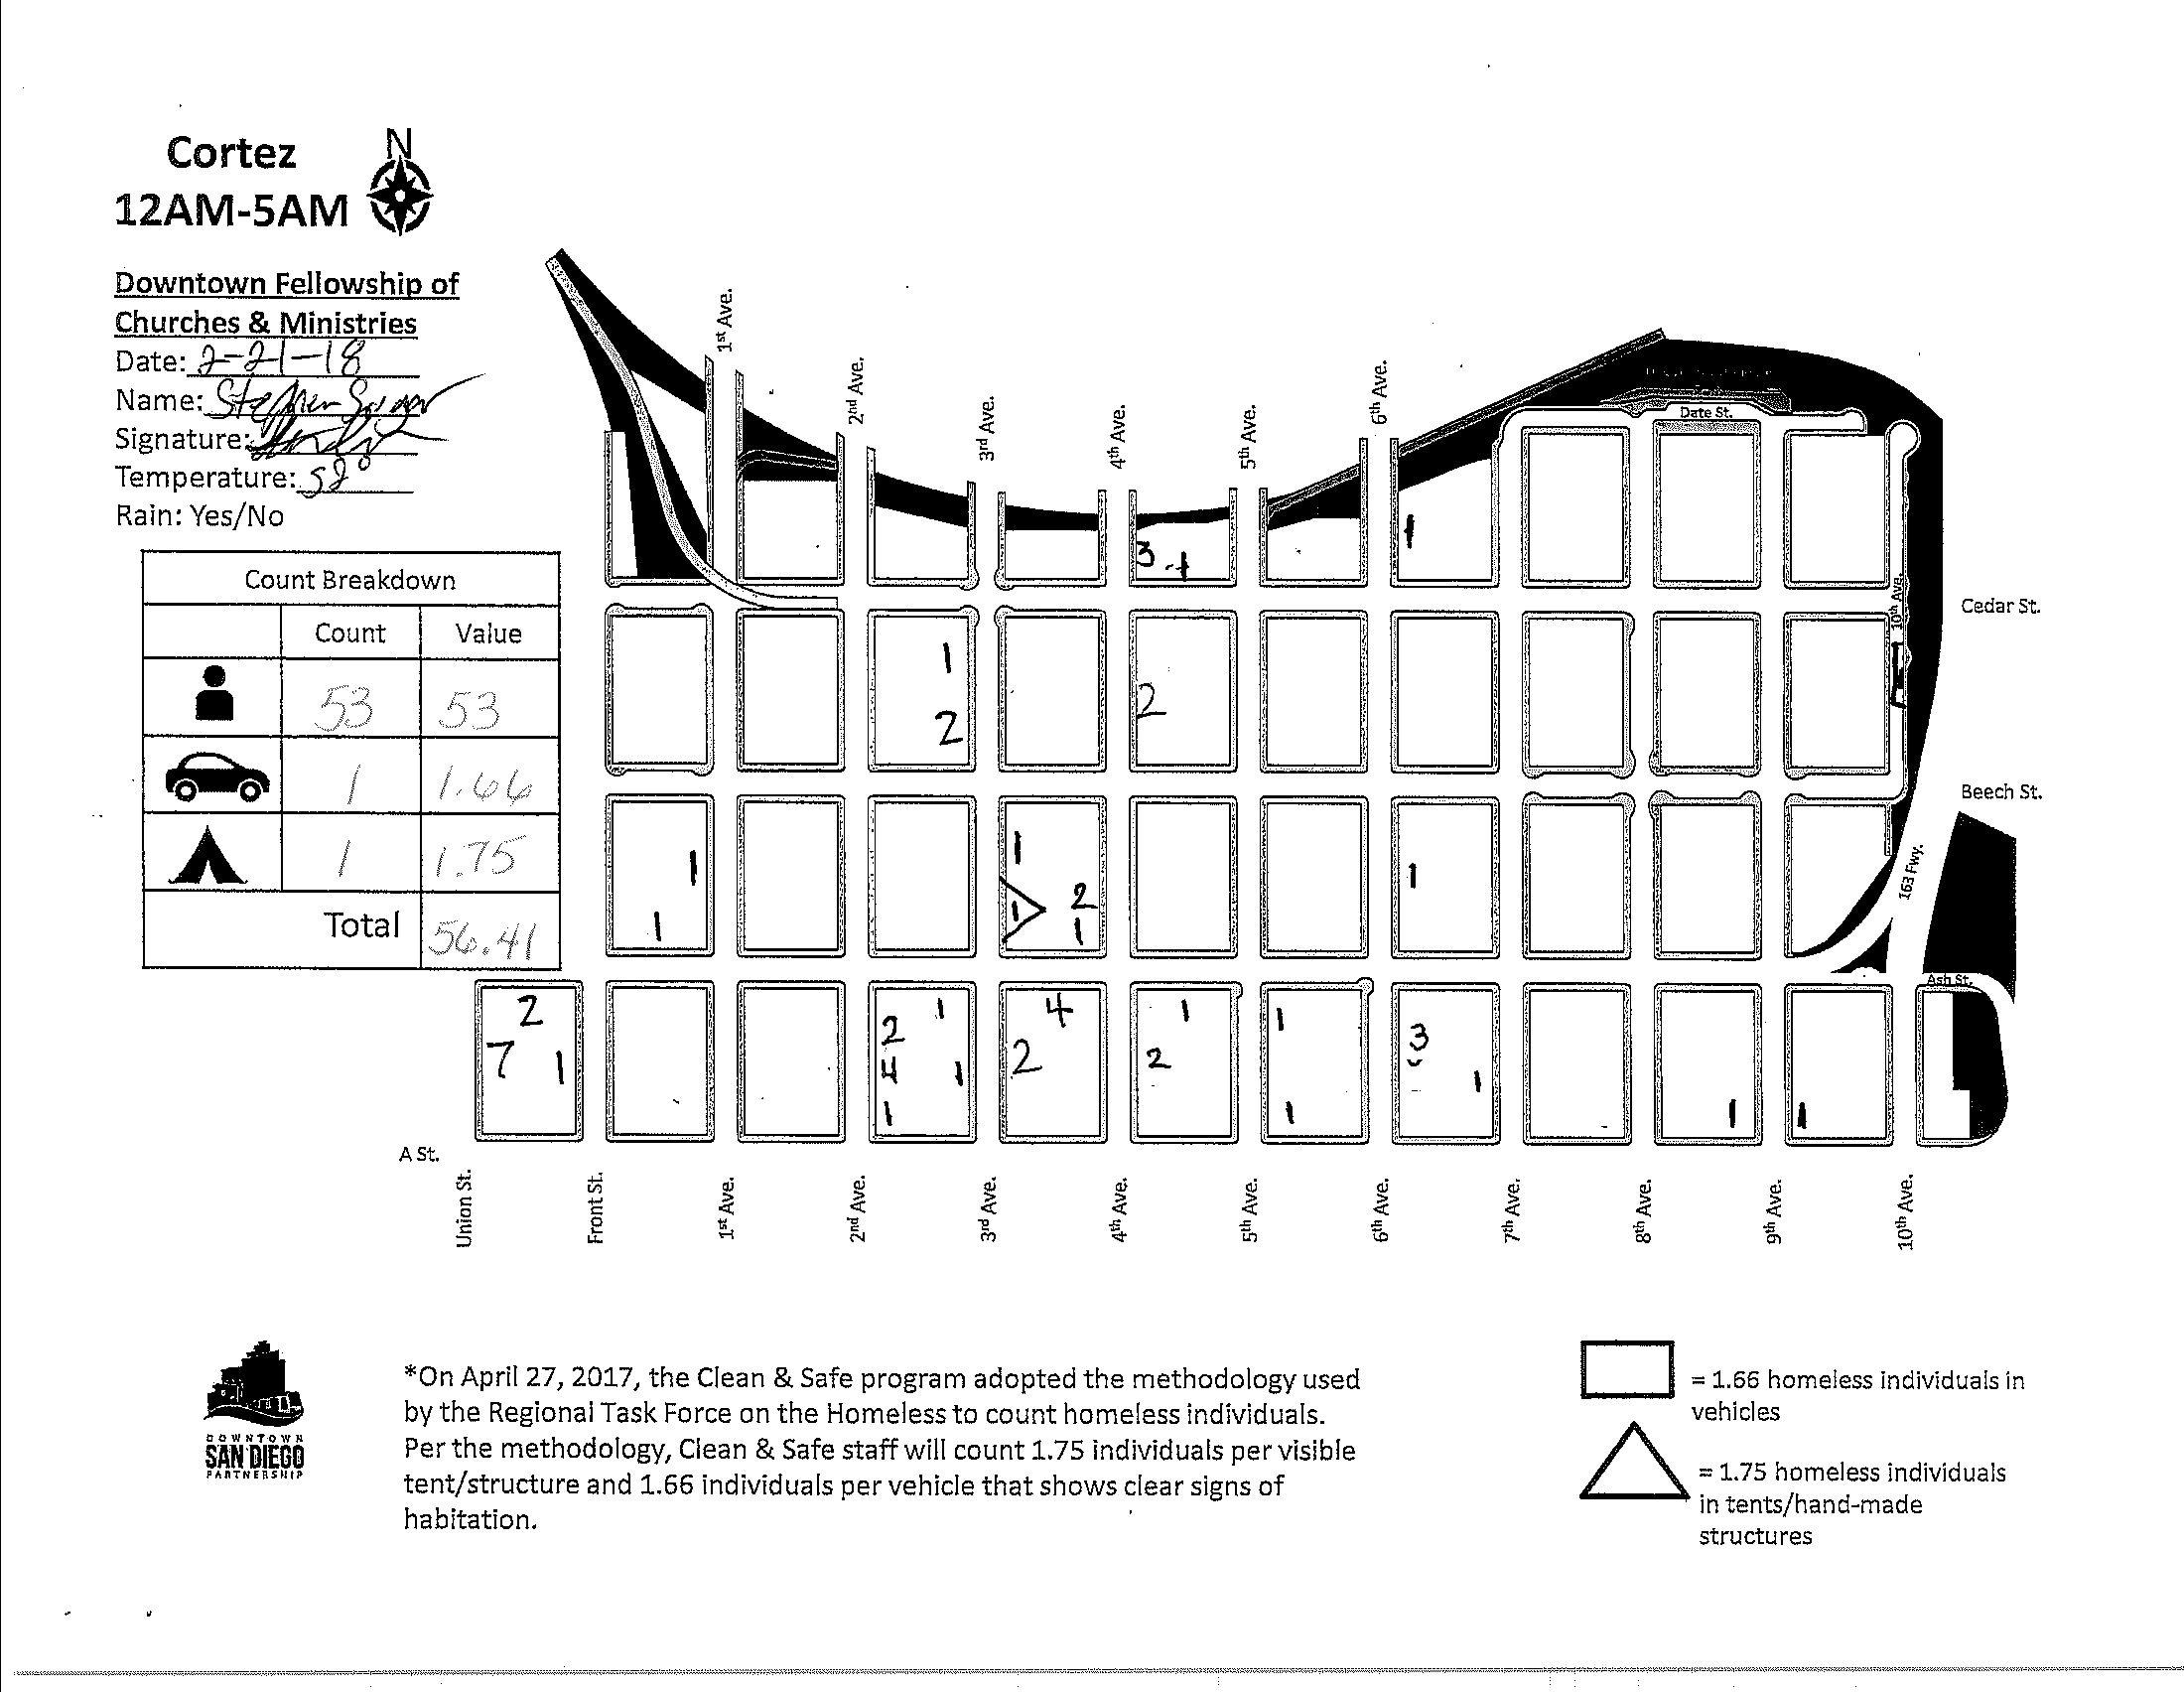 Cortez
12AM-5AM
N
Downtown Fellowship of
Churches & Ministries
Date: 2-21-18
Name: Stephen
Signature:
Temperature: 58°
Rain: Yes/No
Count Breakdown
Count Value
53 53
1 1.66
1 1.75
Total 56.41
1st Ave.
2nd Ave.
3rd Ave.
4th Ave.
5th Ave.
6th Ave.
Date St.
10th Ave.
Cedar St.
Beech St.
163 Fwy.
Ash St.
3 1
1
1
2
2
1
1
1
1
2
1
1
2
7 1
1
2
4 1
1
4
2
1
2
1
1
3
1
1
1
A St.
Union St.
Front St.
1st Ave.
2nd Ave.
3rd Ave.
4th Ave.
5th Ave.
6th Ave.
7th Ave.
8th Ave.
9th Ave.
10th Ave.
DOWNTOWN
SAN DIEGO
PARTNERSHIP
*On April 27, 2017, the Clean & Safe program adopted the methodology used
by the Regional Task Force on the Homeless to count homeless individuals.
Per the methodology, Clean & Safe staff will count 1.75 individuals per visible
tent/structure and 1.66 individuals per vehicle that shows clear signs of
habitation.
= 1.66 homeless individuals in
vehicles
= 1.75 homeless individuals
in tents/hand-made
structures